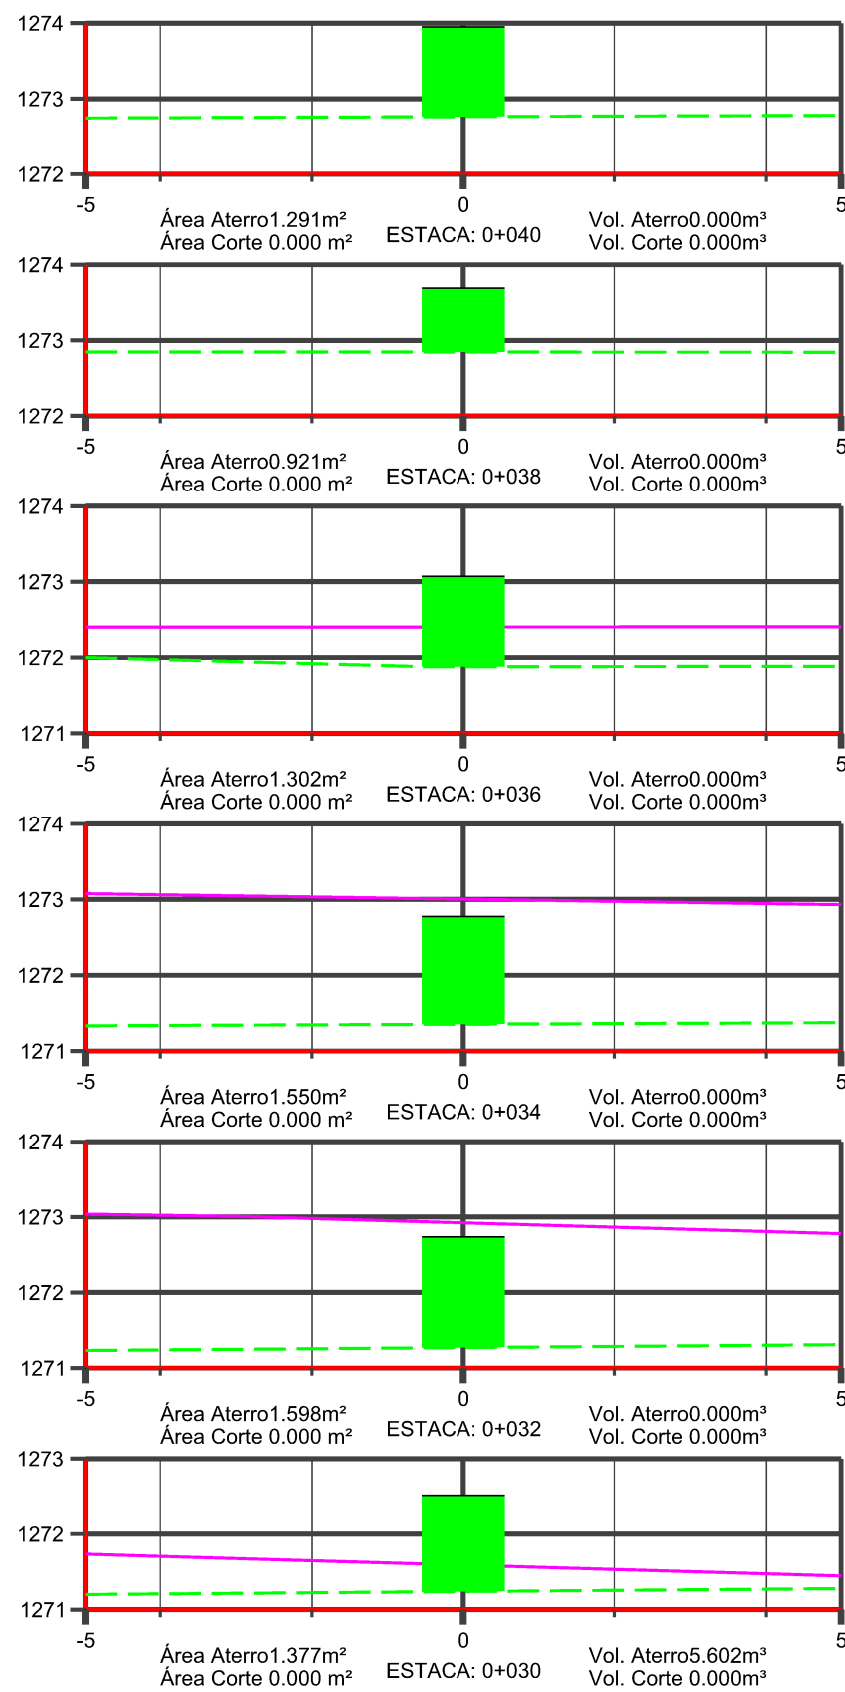 1274
1273
1272
-5 0 5
Área Aterro1.291m² Vol. Aterro0.000m³
ESTACA: 0+040
Área Corte 0.000 m² Vol. Corte 0.000m³
1274
1273
1272
-5 0 5
Área Aterro0.921m² Vol. Aterro0.000m³
ESTACA: 0+038
Área Corte 0.000 m² Vol. Corte 0.000m³
1274
1273
1272
1271
-5 0 5
Área Aterro1.302m² Vol. Aterro0.000m³
ESTACA: 0+036
Área Corte 0.000 m² Vol. Corte 0.000m³
1274
1273
1272
1271
-5 0 5
Área Aterro1.550m² Vol. Aterro0.000m³
ESTACA: 0+034
Área Corte 0.000 m² Vol. Corte 0.000m³
1274
1273
1272
1271
-5 0 5
Área Aterro1.598m² Vol. Aterro0.000m³
ESTACA: 0+032
Área Corte 0.000 m² Vol. Corte 0.000m³
1273
1272
1271
-5 0 5
Área Aterro1.377m² Vol. Aterro5.602m³
ESTACA: 0+030
Área Corte 0.000 m² Vol. Corte 0.000m³